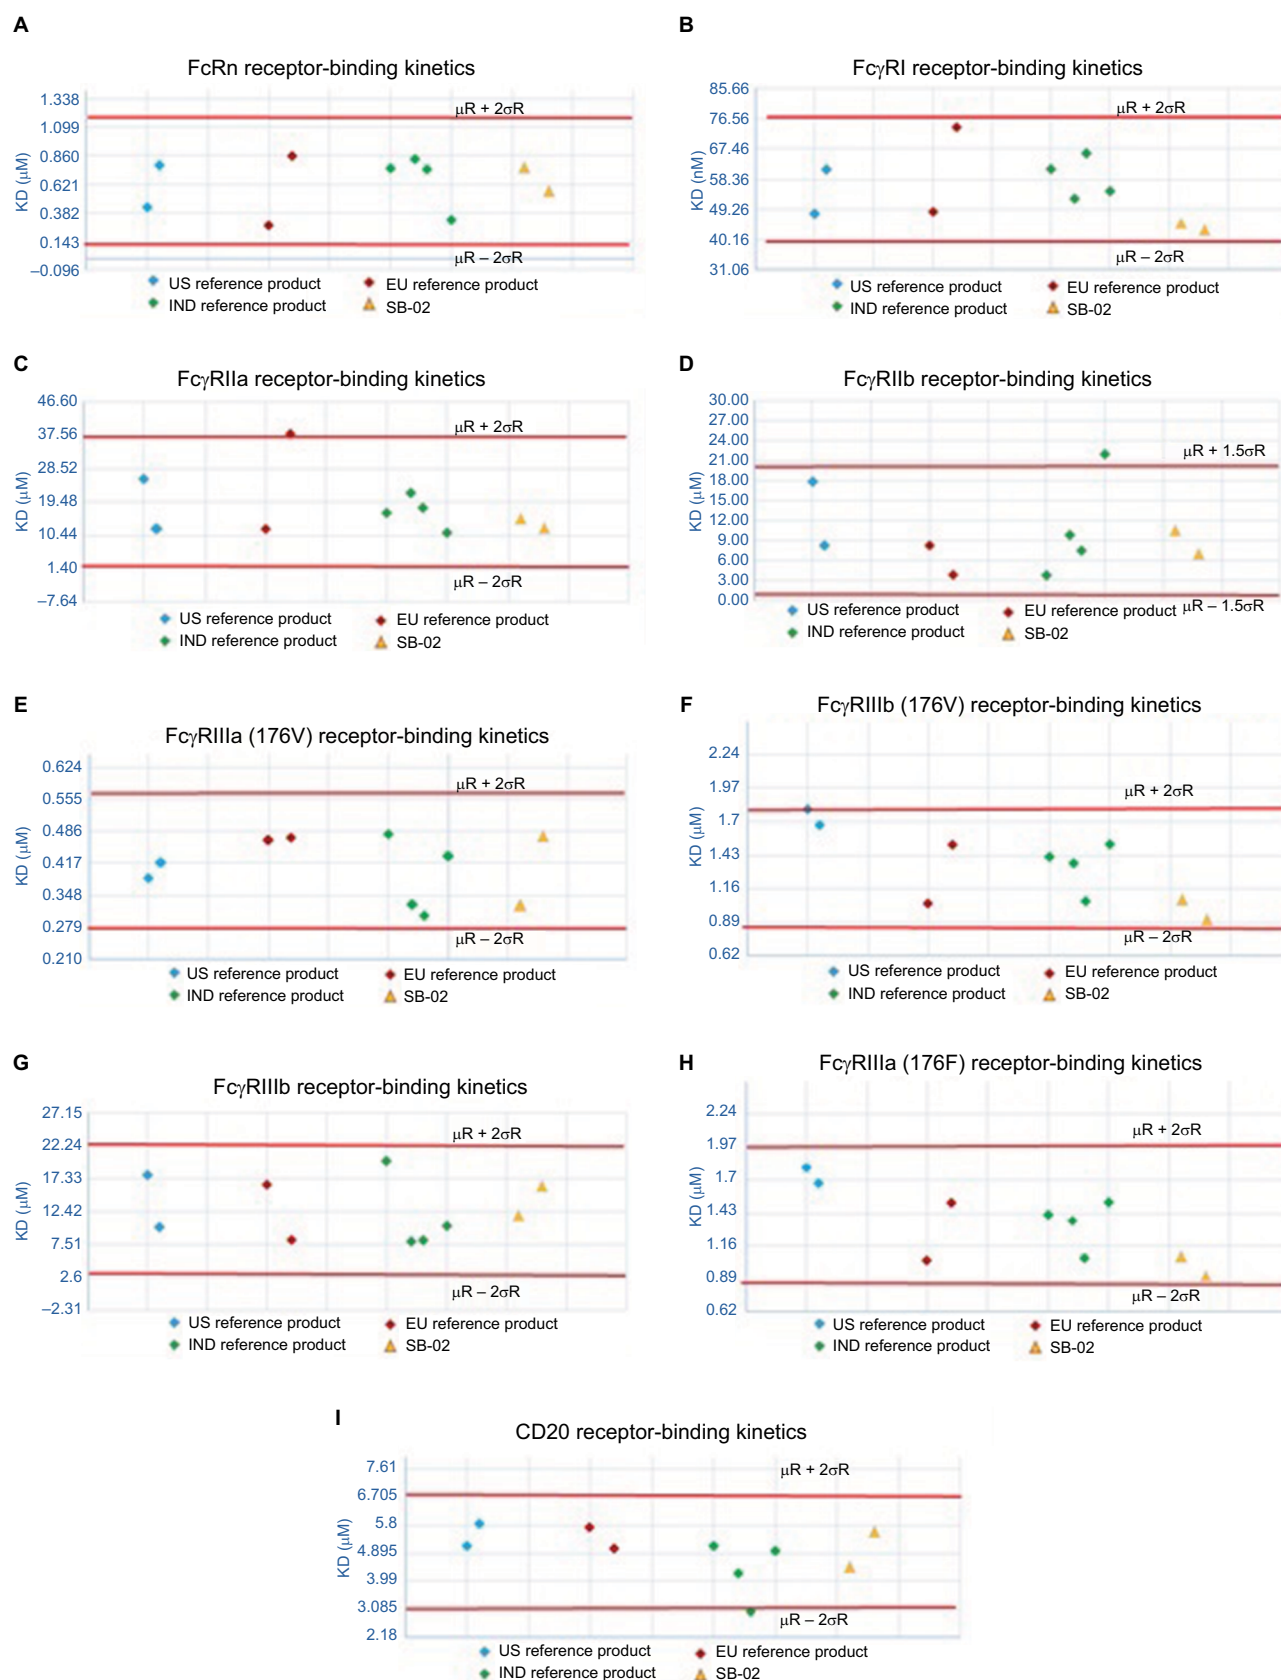 A
FcRn receptor-binding kinetics
KD (μM)
1.338
1.099
0.860
0.621
0.382
0.143
–0.096
μR + 2σR
μR – 2σR
US reference product
EU reference product
IND reference product
SB-02
B
FcγRI receptor-binding kinetics
KD (nM)
85.66
76.56
67.46
58.36
49.26
40.16
31.06
μR + 2σR
μR – 2σR
US reference product
EU reference product
IND reference product
SB-02
C
FcγRIIa receptor-binding kinetics
KD (μM)
46.60
37.56
28.52
19.48
10.44
1.40
–7.64
μR + 2σR
μR – 2σR
US reference product
EU reference product
IND reference product
SB-02
D
FcγRIIb receptor-binding kinetics
KD (μM)
30.00
27.00
24.00
21.00
18.00
15.00
12.00
9.00
6.00
3.00
0.00
μR + 1.5σR
μR – 1.5σR
US reference product
EU reference product
IND reference product
SB-02
E
FcγRIIIa (176V) receptor-binding kinetics
KD (μM)
0.624
0.555
0.486
0.417
0.348
0.279
0.210
μR + 2σR
μR – 2σR
US reference product
EU reference product
IND reference product
SB-02
F
FcγRIIIb (176V) receptor-binding kinetics
KD (μM)
2.24
1.97
1.7
1.43
1.16
0.89
0.62
μR + 2σR
μR – 2σR
US reference product
EU reference product
IND reference product
SB-02
G
FcγRIIIb receptor-binding kinetics
KD (μM)
27.15
22.24
17.33
12.42
7.51
2.6
–2.31
μR + 2σR
μR – 2σR
US reference product
EU reference product
IND reference product
SB-02
H
FcγRIIIa (176F) receptor-binding kinetics
KD (μM)
2.24
1.97
1.7
1.43
1.16
0.89
0.62
μR + 2σR
μR – 2σR
US reference product
EU reference product
IND reference product
SB-02
I
CD20 receptor-binding kinetics
KD (μM)
7.61
6.705
5.8
4.895
3.99
3.085
2.18
μR + 2σR
μR – 2σR
US reference product
EU reference product
IND reference product
SB-02